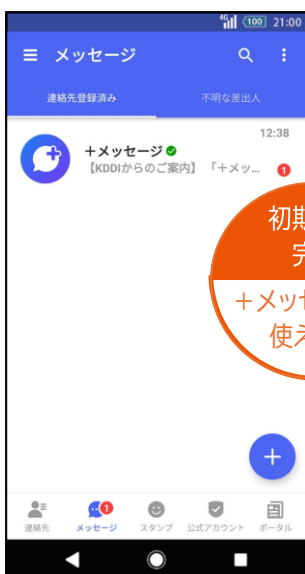 4G 100 21:00
メッセージ
連絡先登録済み 不明な差出人
12:38
+メッセージ
【KDDIからのご案内】 「+メッ... 1
初期
完
+メッセ
使え
+
1
連絡先 メッセージ スタンプ 公式アカウント ポータル